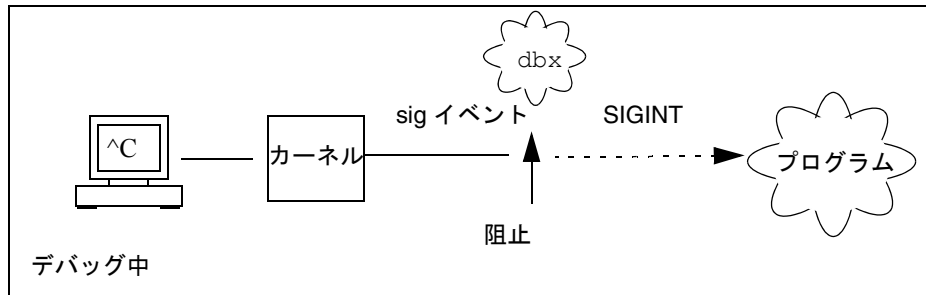 dbx
sig イベント
SIGINT
^C
カーネル
プログラム
阻止
デバッグ中